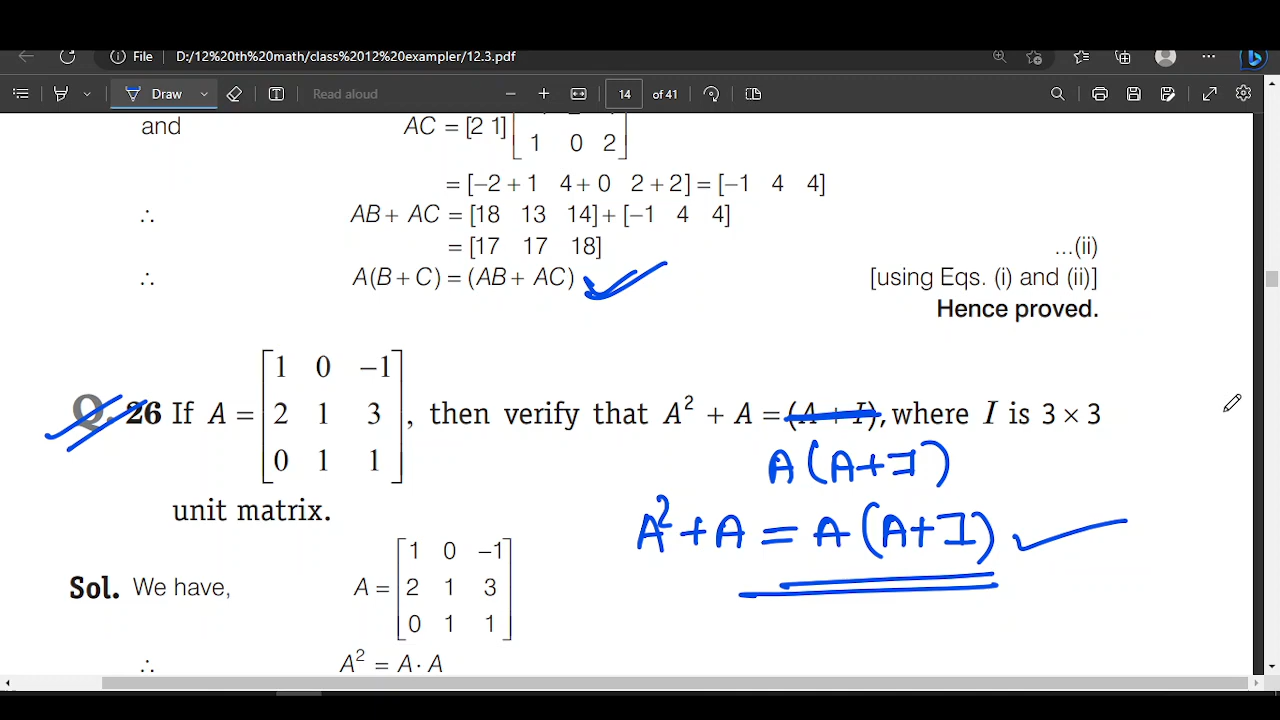 File D:/12%20th%20math/class%2012%20exampler/12.3.pdf
Draw Read aloud 14 of 41
and AC = [2 1]
1 0 2
= [−2 + 1 4 + 0 2 + 2] = [−1 4 4]
∴ AB + AC = [18 13 14] + [−1 4 4]
= [17 17 18] ...(ii)
∴ A(B + C) = (AB + AC) [using Eqs. (i) and (ii)]
Hence proved.
1 0 −1
Q. 26 If A = 2 1 3 , then verify that A² + A = (A + I), where I is 3 × 3
0 1 1
A(A+I)
unit matrix.
A² + A = A(A+I)
1 0 −1
Sol. We have, A = 2 1 3
0 1 1
∴ A² = A · A